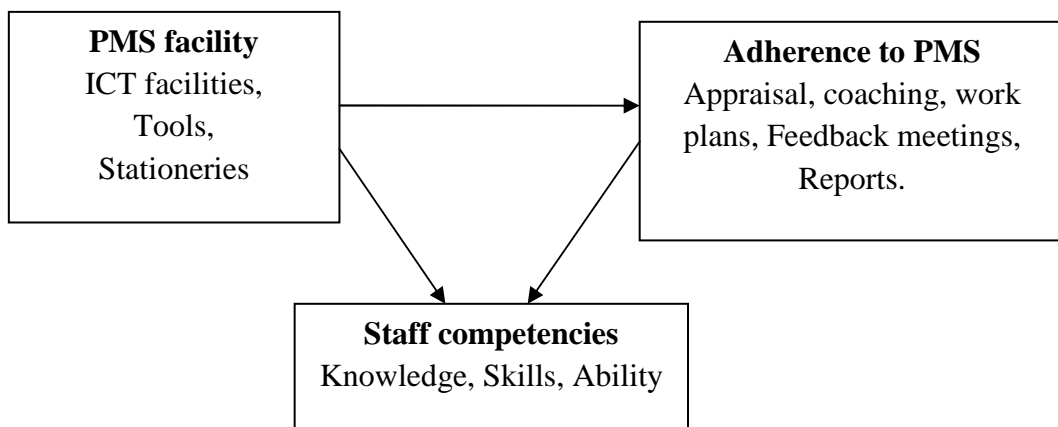 PMS facility
ICT facilities,
Tools,
Stationeries
Adherence to PMS
Appraisal, coaching, work
plans, Feedback meetings,
Reports.
Staff competencies
Knowledge, Skills, Ability